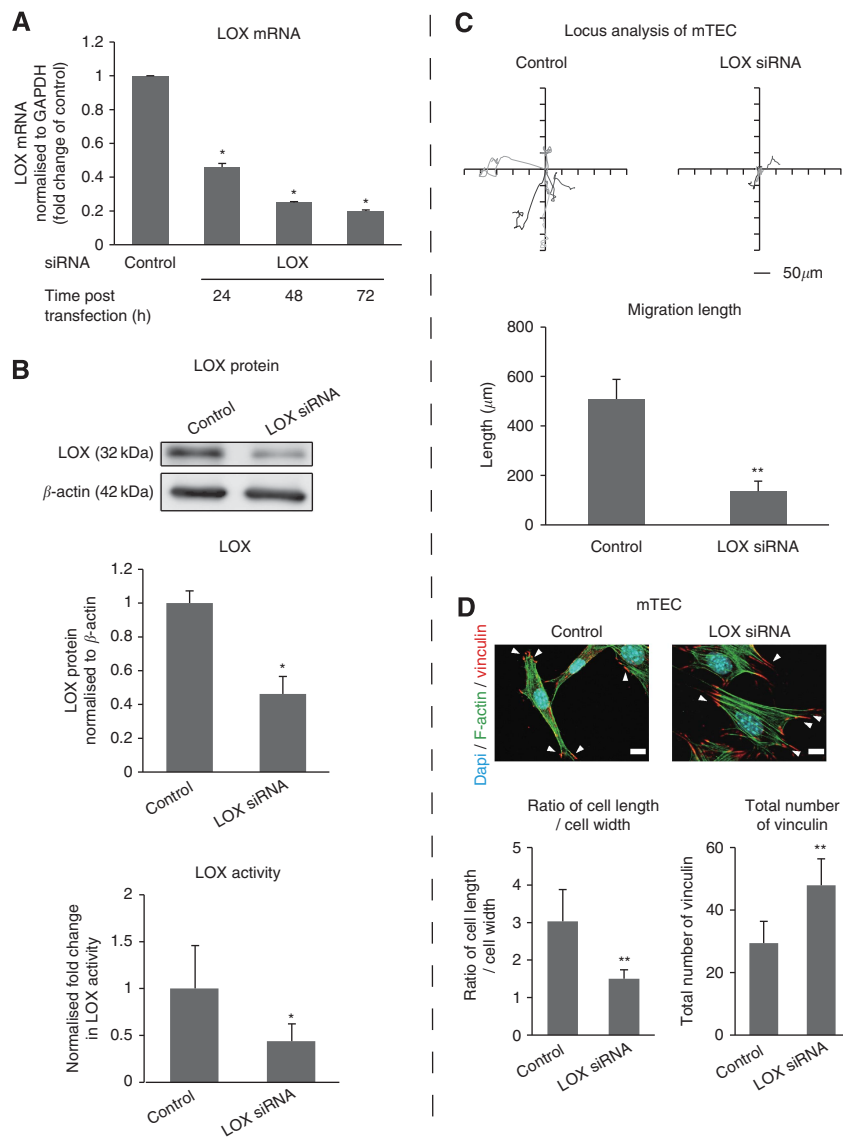 A
LOX mRNA
LOX mRNA
normalised to GAPDH
(fold change of control)
1.2
1
0.8
0.6
0.4
0.2
0
*
*
*
siRNA Control LOX
Time post
transfection (h)
24 48 72
B
LOX protein
Control LOX siRNA
LOX (32 kDa)
β-actin (42 kDa)
LOX
LOX protein
normalised to β-actin
1.2
1
0.8
0.6
0.4
0.2
0
*
Control LOX siRNA
LOX activity
Normalised fold change
in LOX activity
2
1.5
1
0.5
0
*
Control LOX siRNA
C
Locus analysis of mTEC
Control LOX siRNA
50μm
Migration length
Length (μm)
800
600
400
200
0
**
Control LOX siRNA
D
mTEC
Control LOX siRNA
Dapi / F-actin / vinculin
Ratio of cell length
/ cell width
Ratio of cell length
/ cell width
5
4
3
2
1
0
**
Control LOX siRNA
Total number
of vinculin
Total number of vinculin
60
40
20
0
**
Control LOX siRNA